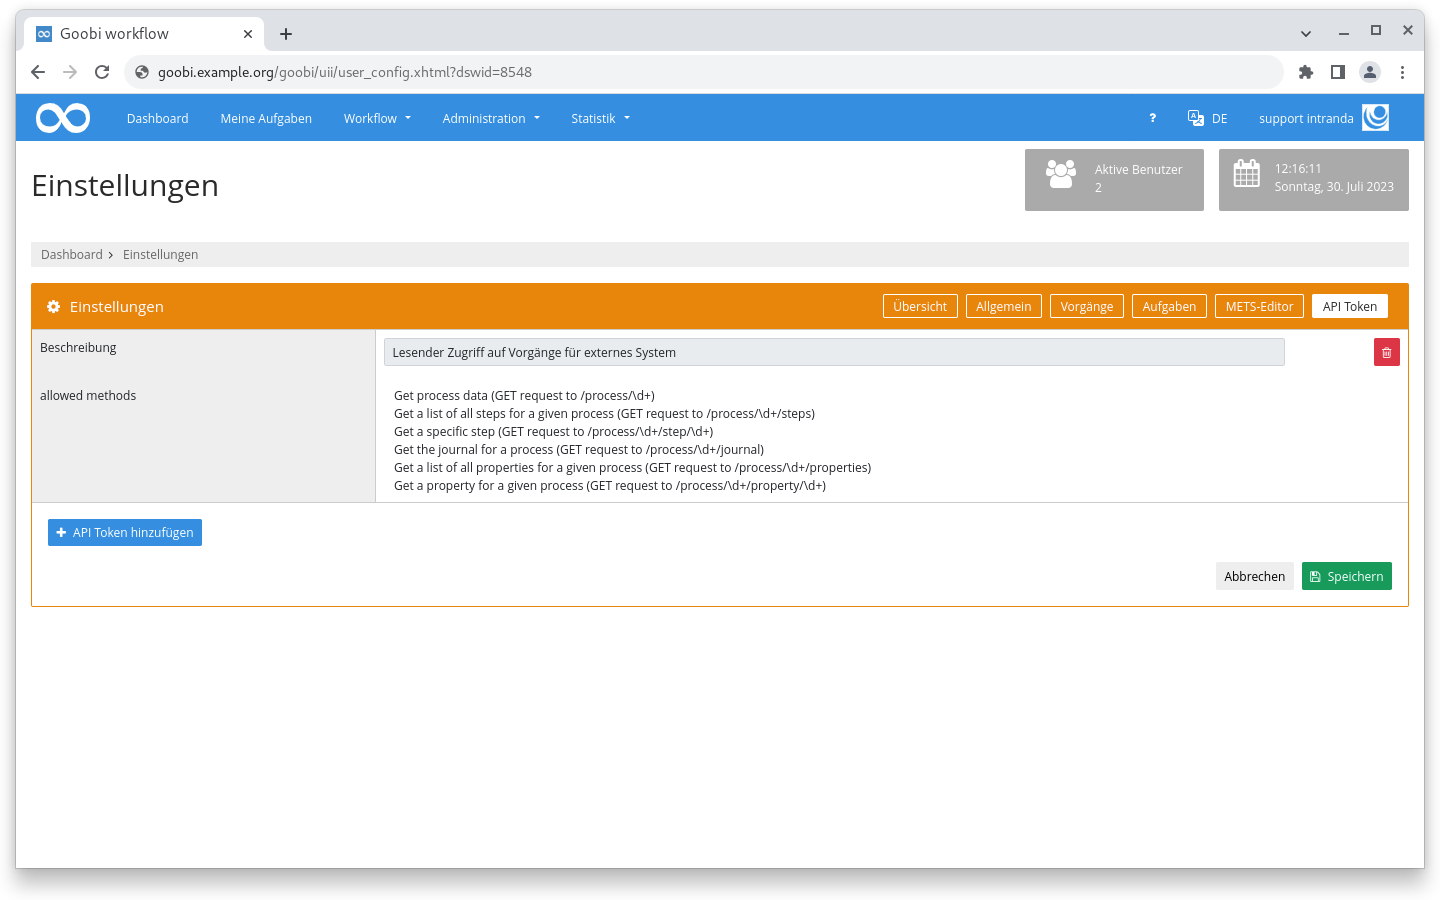 Goobi workflow
goobi.example.org/goobi/uii/user_config.xhtml?dswid=8548
Dashboard Meine Aufgaben Workflow Administration Statistik ? DE support intranda
Einstellungen
Aktive Benutzer
2
12:16:11
Sonntag, 30. Juli 2023
Dashboard Einstellungen
Einstellungen Übersicht Allgemein Vorgänge Aufgaben METS-Editor API Token
Beschreibung Lesender Zugriff auf Vorgänge für externes System
allowed methods Get process data (GET request to /process/\d+)
Get a list of all steps for a given process (GET request to /process/\d+/steps)
Get a specific step (GET request to /process/\d+/step/\d+)
Get the journal for a process (GET request to /process/\d+/journal)
Get a list of all properties for a given process (GET request to /process/\d+/properties)
Get a property for a given process (GET request to /process/\d+/property/\d+)
API Token hinzufügen
Abbrechen Speichern